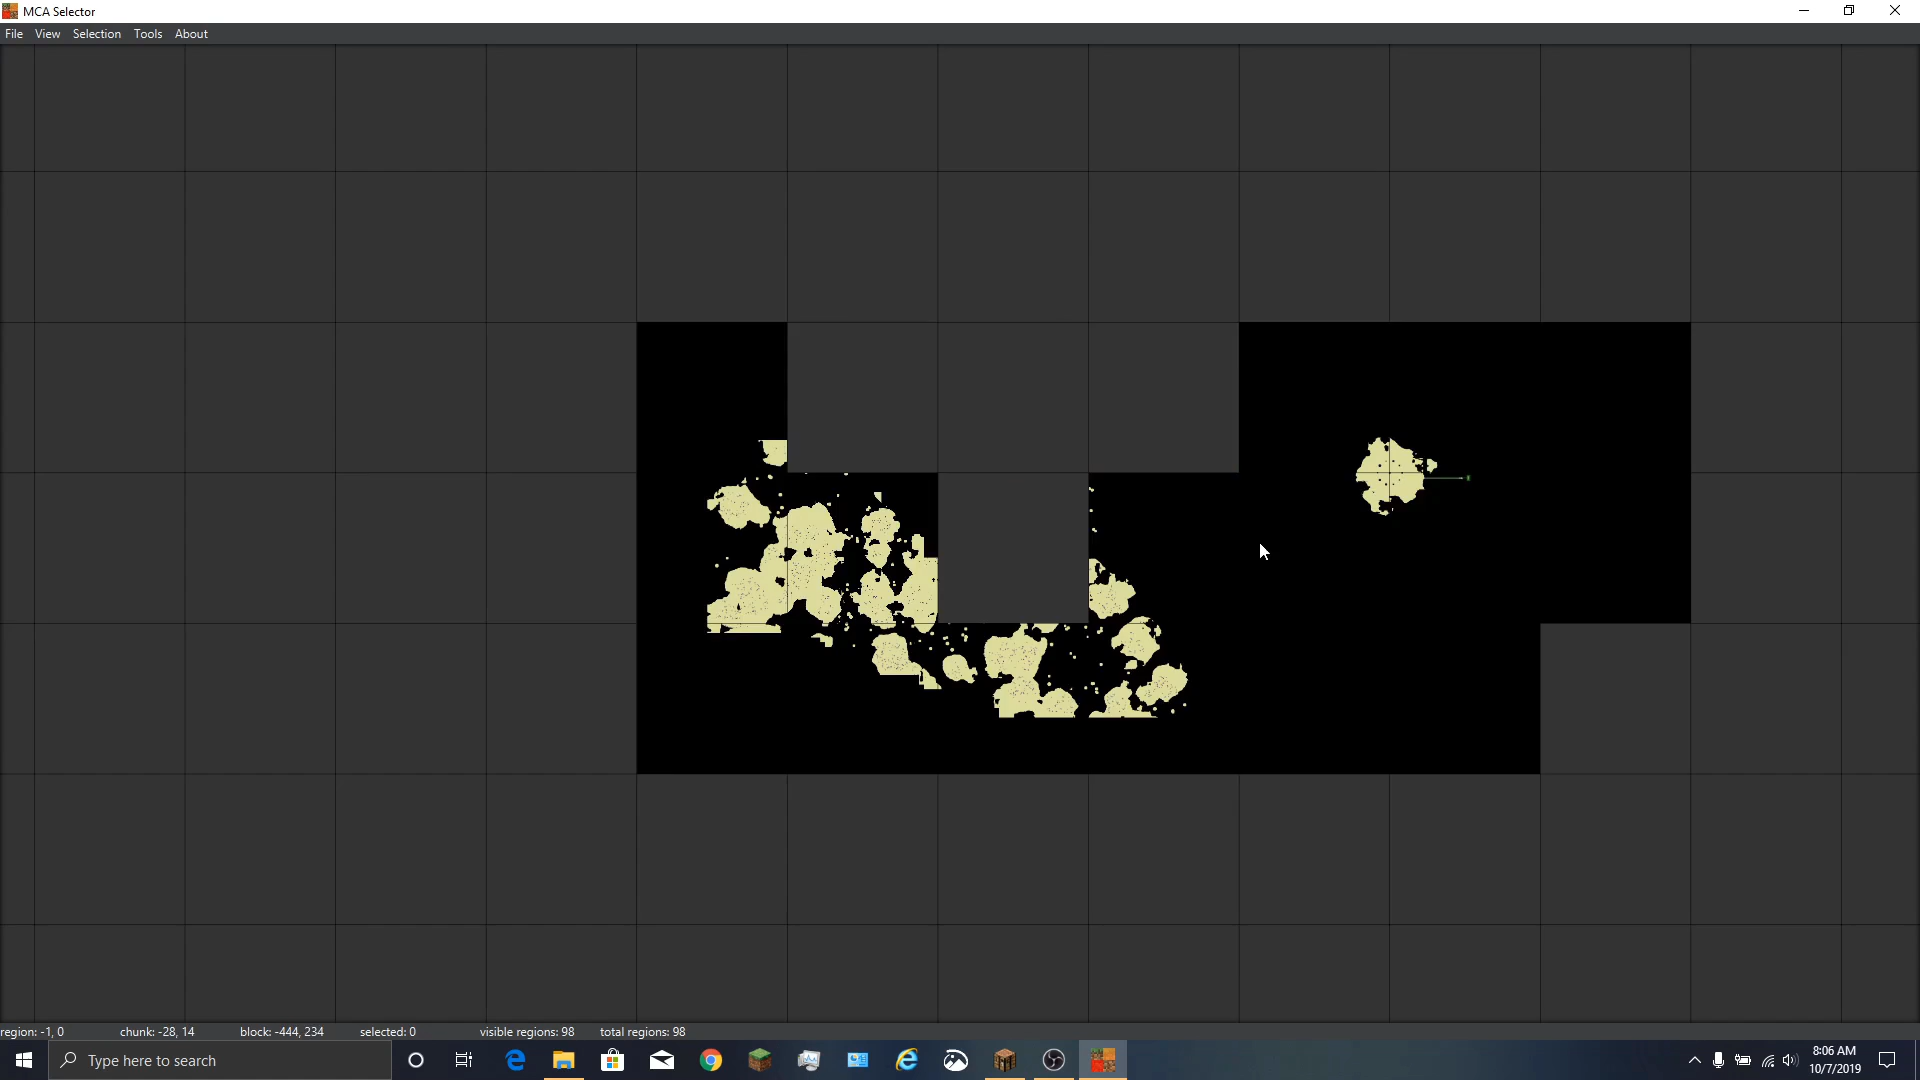 MCA Selector
File View Selection Tools About
region: -1, 0 chunk: -28, 14 block: -444, 234 selected: 0 visible regions: 98 total regions: 98
Type here to search
8:06 AM
10/7/2019